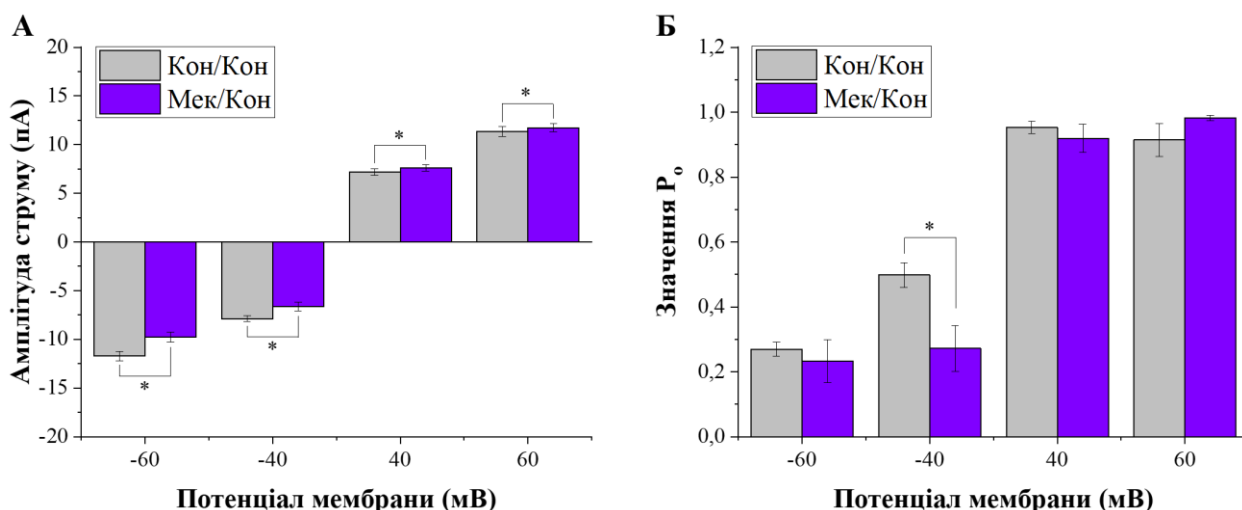 А
Амплітуда струму (пА)
20
15
10
5
0
-5
-10
-15
-20
Кон/Кон
Мек/Кон
*
*
*
*
-60
-40
40
60
Потенціал мембрани (мВ)
Б
Значення Pₒ
1,2
1,0
0,8
0,6
0,4
0,2
0,0
Кон/Кон
Мек/Кон
*
-60
-40
40
60
Потенціал мембрани (мВ)